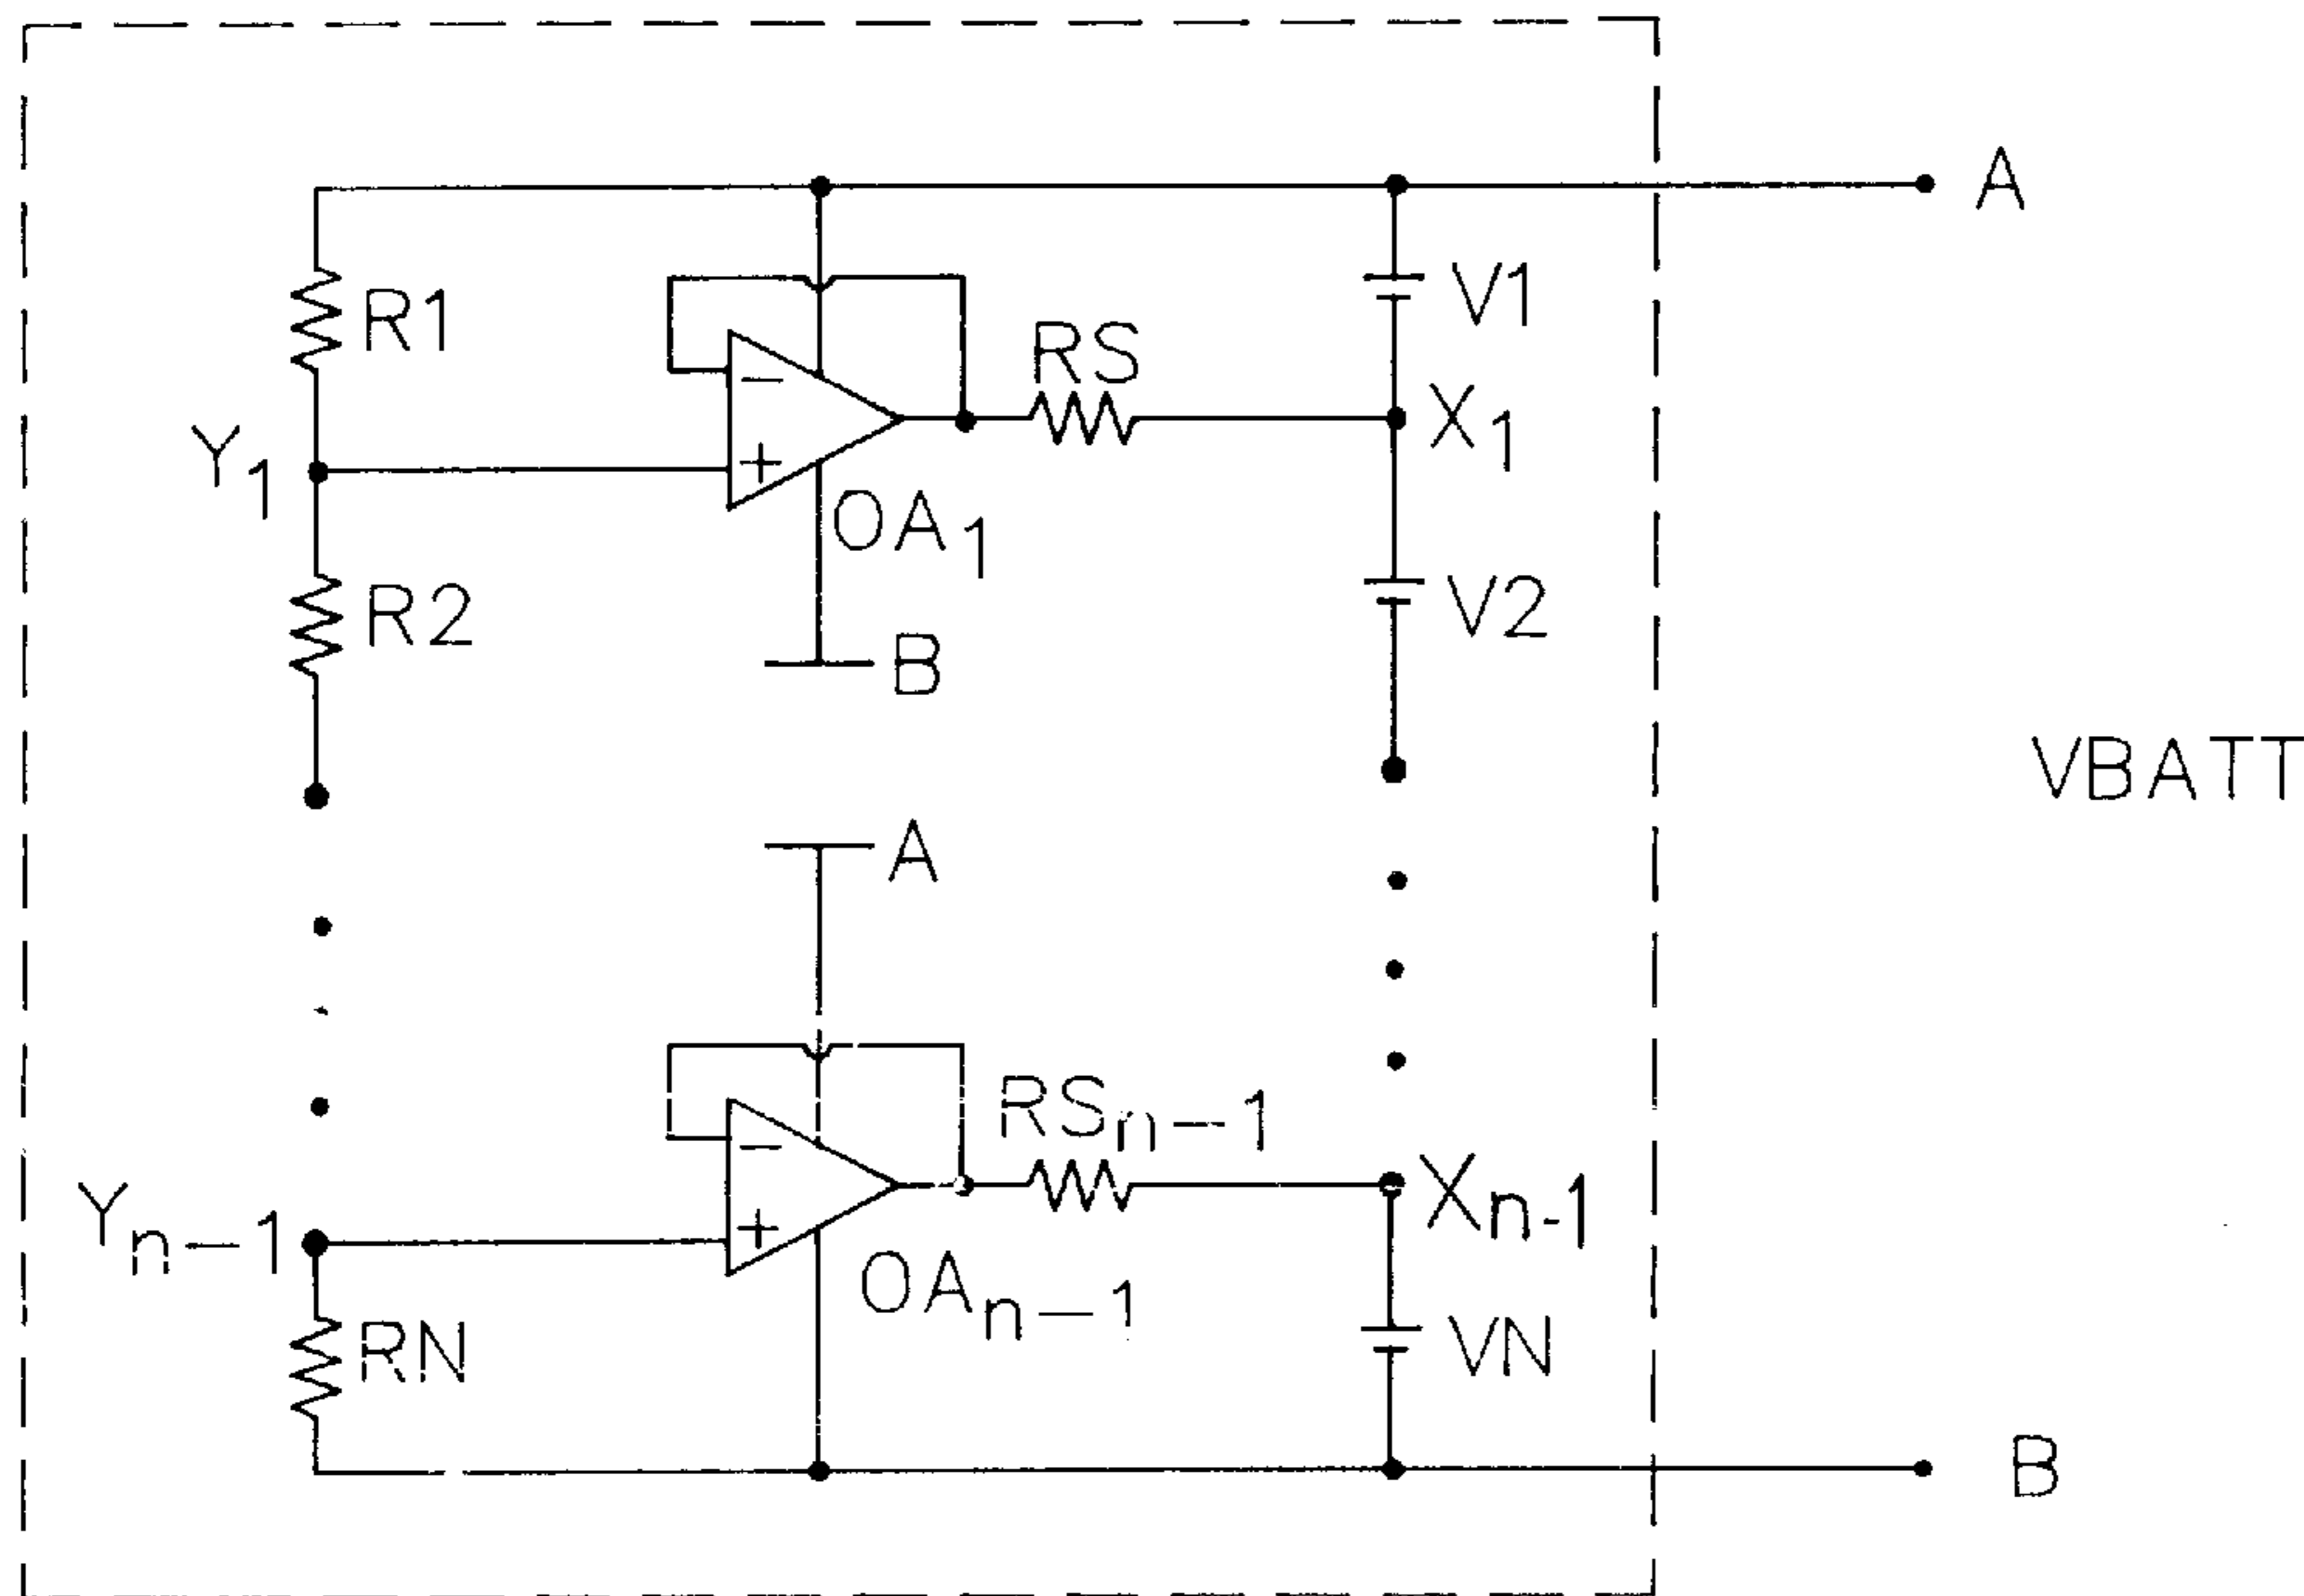 A
R1
V1
RS
−
X1
Y1
+
OA1
R2
V2
B
VBATT
A
RSn−1
−
Xn-1
Yn−1
+
OAn−1
RN
VN
B